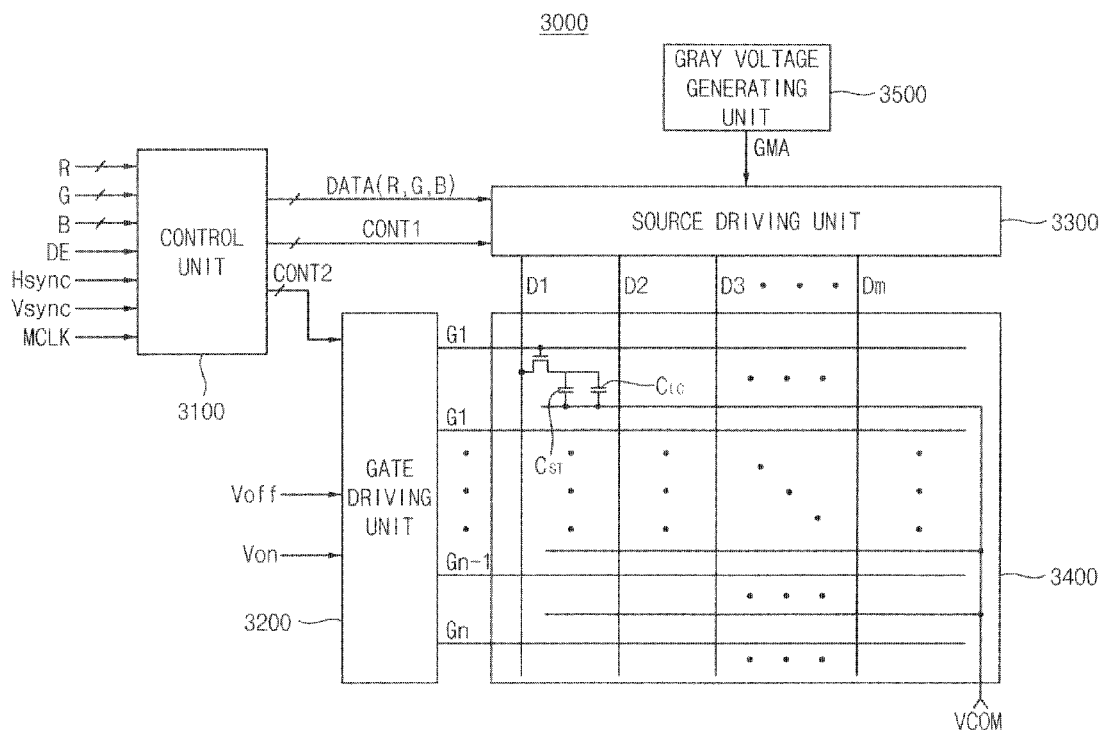 3000
GRAY VOLTAGE
GENERATING
UNIT
3500
GMA
R
G
B
DE
Hsync
Vsync
MCLK
CONTROL
UNIT
3100
DATA(R,G,B)
CONT1
CONT2
SOURCE DRIVING UNIT
3300
D1
D2
D3
Dm
G1
CLC
CST
G1
GATE
DRIVING
UNIT
Voff
Von
3200
Gn-1
Gn
3400
VCOM